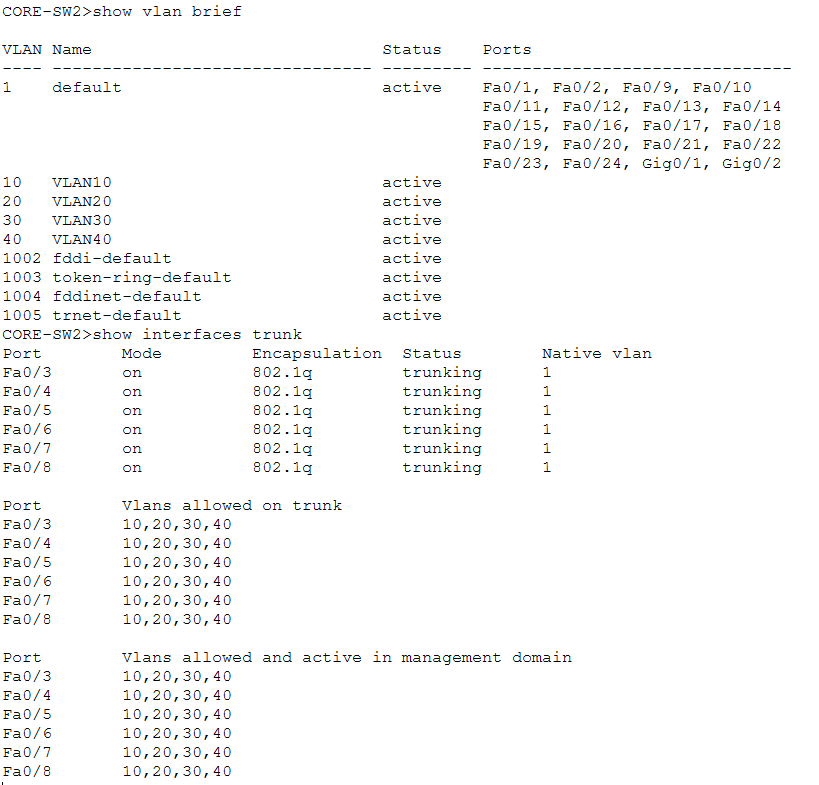 CORE-SW2>show vlan brief
VLAN Name                             Status    Ports
---- -------------------------------- --------- -------------------------------
1    default                          active    Fa0/1, Fa0/2, Fa0/9, Fa0/10
                                                Fa0/11, Fa0/12, Fa0/13, Fa0/14
                                                Fa0/15, Fa0/16, Fa0/17, Fa0/18
                                                Fa0/19, Fa0/20, Fa0/21, Fa0/22
                                                Fa0/23, Fa0/24, Gig0/1, Gig0/2
10   VLAN10                           active
20   VLAN20                           active
30   VLAN30                           active
40   VLAN40                           active
1002 fddi-default                     active
1003 token-ring-default               active
1004 fddinet-default                  active
1005 trnet-default                    active
CORE-SW2>show interfaces trunk
Port        Mode         Encapsulation  Status        Native vlan
Fa0/3       on           802.1q         trunking      1
Fa0/4       on           802.1q         trunking      1
Fa0/5       on           802.1q         trunking      1
Fa0/6       on           802.1q         trunking      1
Fa0/7       on           802.1q         trunking      1
Fa0/8       on           802.1q         trunking      1
Port        Vlans allowed on trunk
Fa0/3       10,20,30,40
Fa0/4       10,20,30,40
Fa0/5       10,20,30,40
Fa0/6       10,20,30,40
Fa0/7       10,20,30,40
Fa0/8       10,20,30,40
Port        Vlans allowed and active in management domain
Fa0/3       10,20,30,40
Fa0/4       10,20,30,40
Fa0/5       10,20,30,40
Fa0/6       10,20,30,40
Fa0/7       10,20,30,40
Fa0/8       10,20,30,40